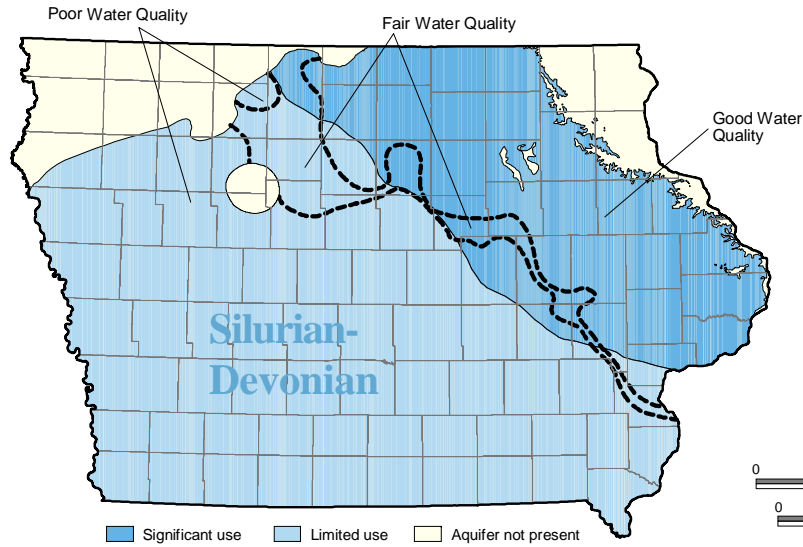 Poor Water Quality
Fair Water Quality
Good Water
Quality
Silurian-
Devonian
0
0
Significant use
Limited use
Aquifer not present